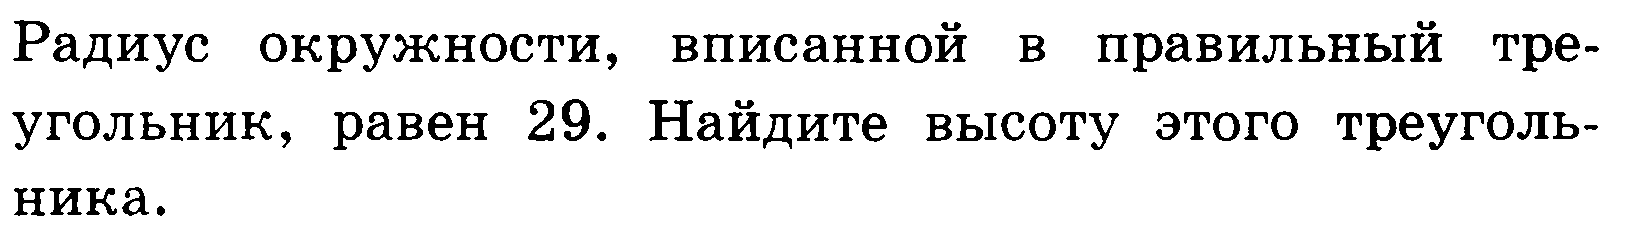 Радиус окружности, вписанной в правильный тре-
угольник, равен 29. Найдите высоту этого треуголь-
ника.